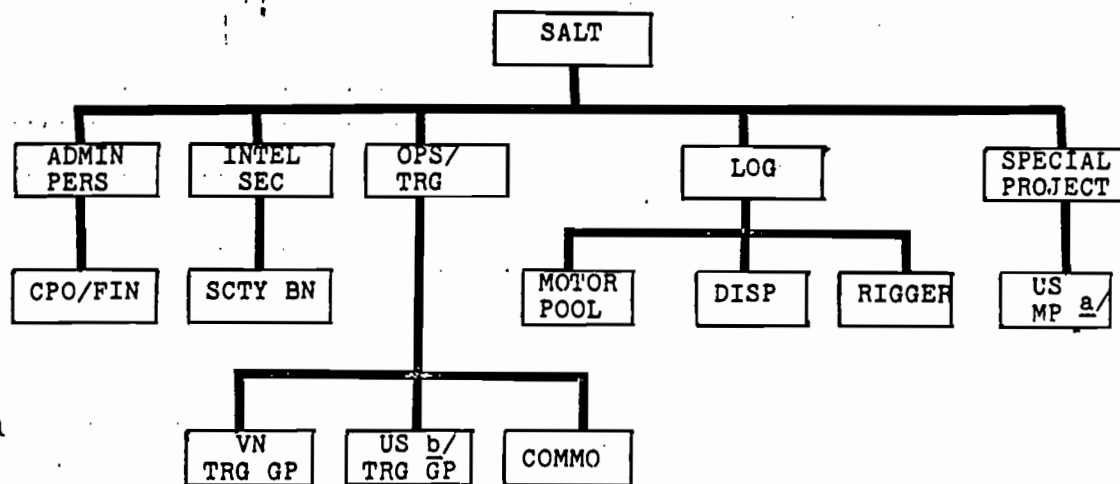 SALT
ADMIN
PERS
INTEL
SEC
OPS/
TRG
LOG
SPECIAL
PROJECT
CPO/FIN
SCTY BN
MOTOR
POOL
DISP
RIGGER
US
MP a/
VN
TRG GP
US b/
TRG GP
COMMO